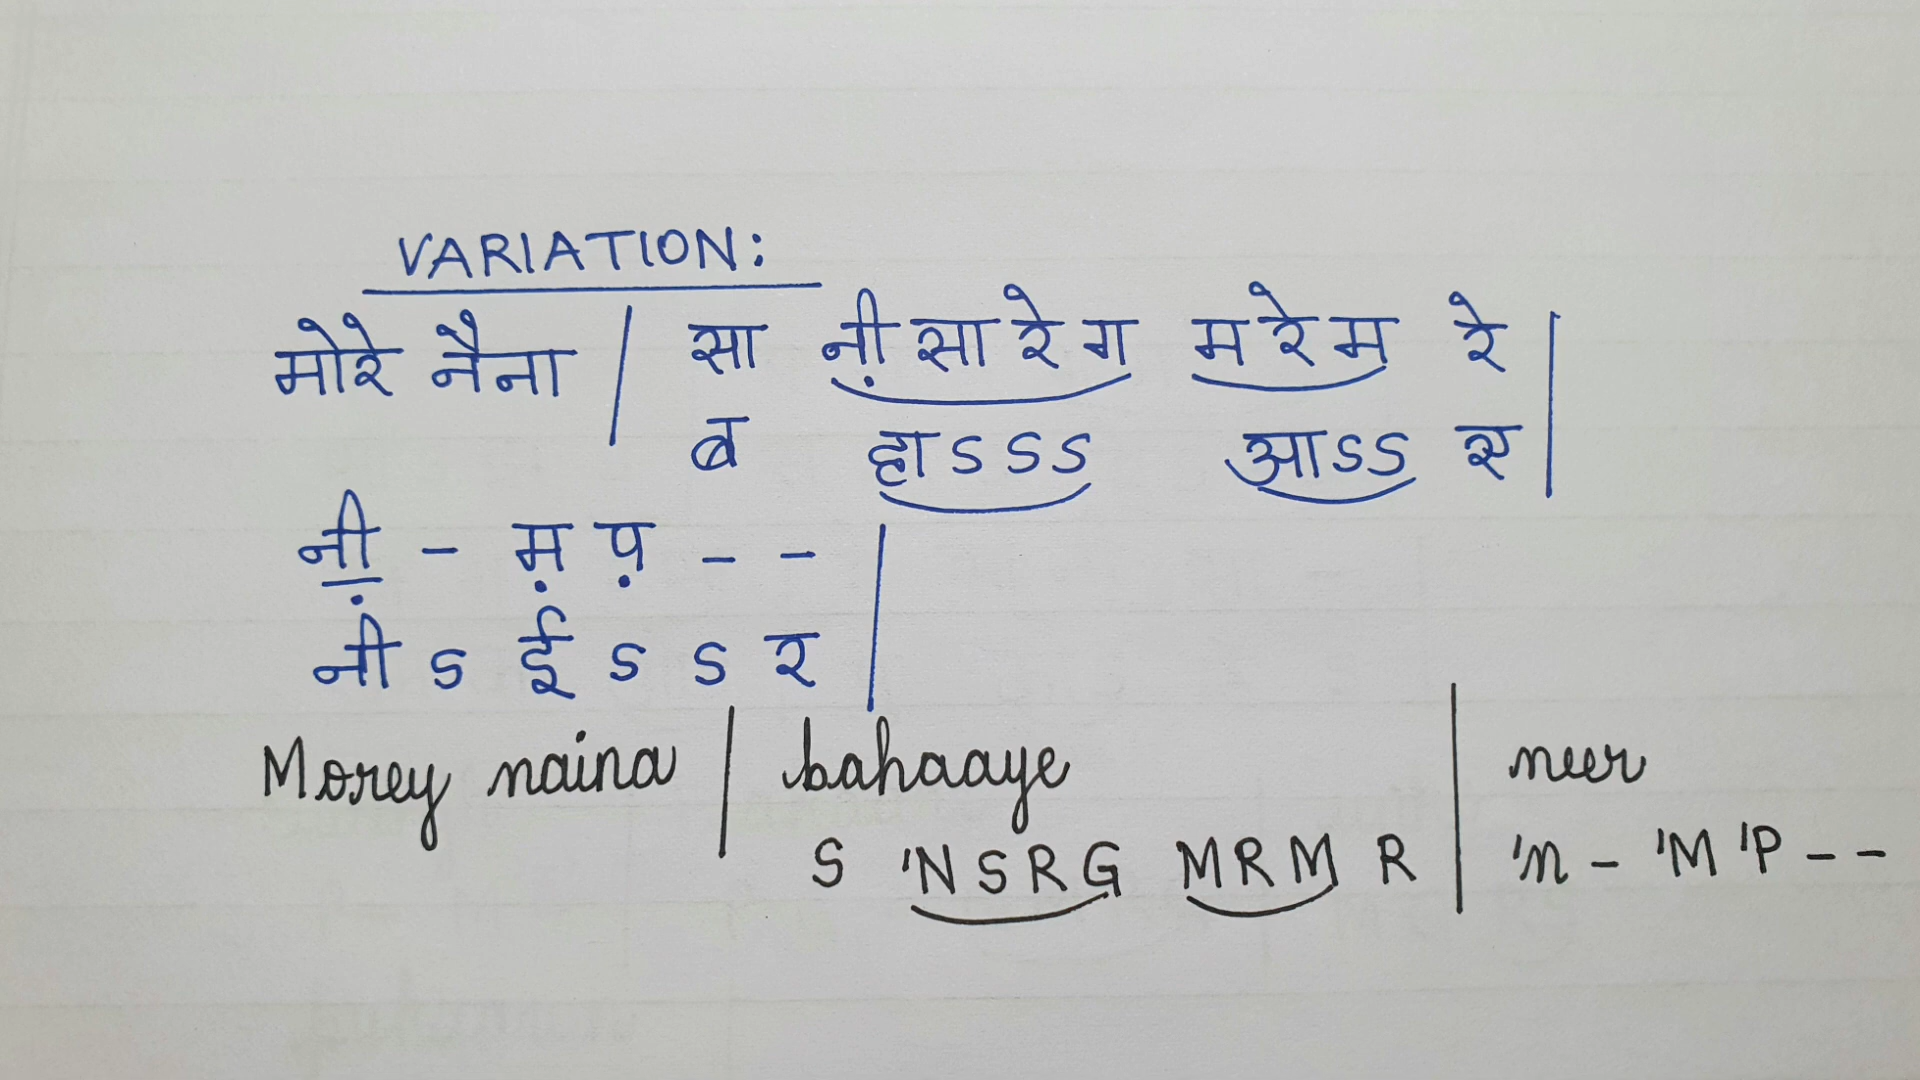 VARIATION:
मोरे नैना | सा ऩीसारेग मरेम रे |
ब हाऽऽऽ आऽऽ ए |
ऩी॒ - म़ प़ - - |
नी ऽ ई ऽ ऽ र |
Morey naina | bahaaye | neer
S 'NSRG MRM R | 'n - 'M 'P - -